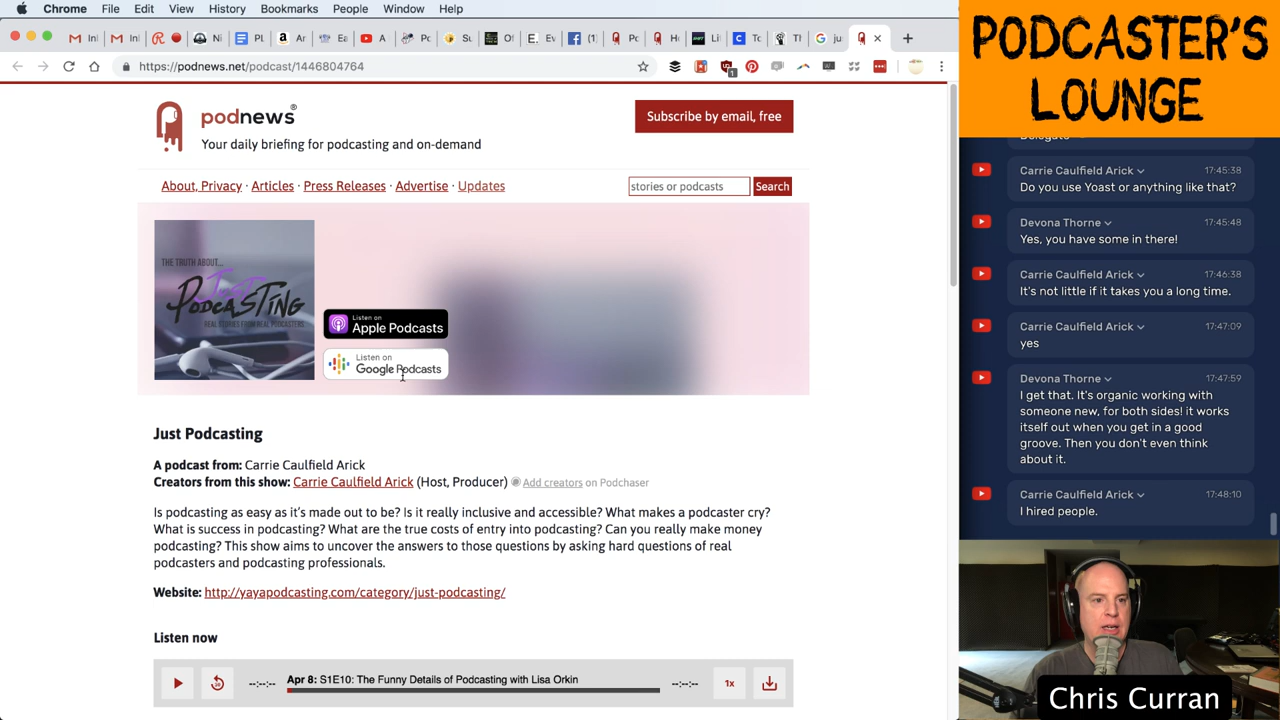 Chrome File Edit View History Bookmarks People Window Help
https://podnews.net/podcast/1446804764
podnews®
Your daily briefing for podcasting and on-demand
Subscribe by email, free
About, Privacy · Articles · Press Releases · Advertise · Updates
stories or podcasts
Search
THE TRUTH ABOUT...
Just
PODCASTING
REAL STORIES FROM REAL PODCASTERS
Listen on
Apple Podcasts
Listen on
Google Podcasts
Just Podcasting
A podcast from: Carrie Caulfield Arick
Creators from this show: Carrie Caulfield Arick (Host, Producer) Add creators on Podchaser
Is podcasting as easy as it's made out to be? Is it really inclusive and accessible? What makes a podcaster cry?
What is success in podcasting? What are the true costs of entry into podcasting? Can you really make money
podcasting? This show aims to uncover the answers to those questions by asking hard questions of real
podcasters and podcasting professionals.
Website: http://yayapodcasting.com/category/just-podcasting/
Listen now
--:--:-- Apr 8: S1E10: The Funny Details of Podcasting with Lisa Orkin --:--:-- 1x
PODCASTER'S
LOUNGE
Carrie Caulfield Arick 17:45:38
Do you use Yoast or anything like that?
Devona Thorne 17:45:48
Yes, you have some in there!
Carrie Caulfield Arick 17:46:38
It's not little if it takes you a long time.
Carrie Caulfield Arick 17:47:09
yes
Devona Thorne 17:47:59
I get that. It's organic working with
someone new, for both sides! it works
itself out when you get in a good
groove. Then you don't even think
about it.
Carrie Caulfield Arick 17:48:10
I hired people.
Chris Curran